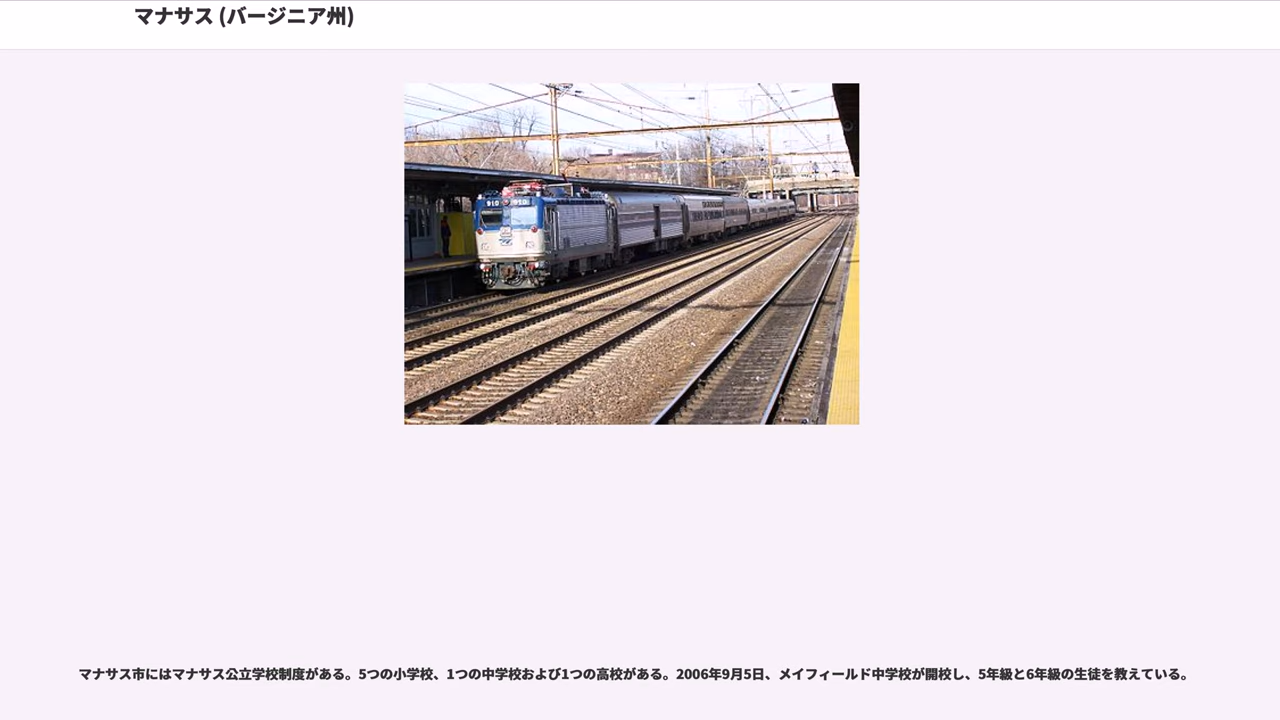 マナサス (バージニア州)
910 910
マナサス市にはマナサス公立学校制度がある。5つの小学校、1つの中学校および1つの高校がある。2006年9月5日、メイフィールド中学校が開校し、5年級と6年級の生徒を教えている。